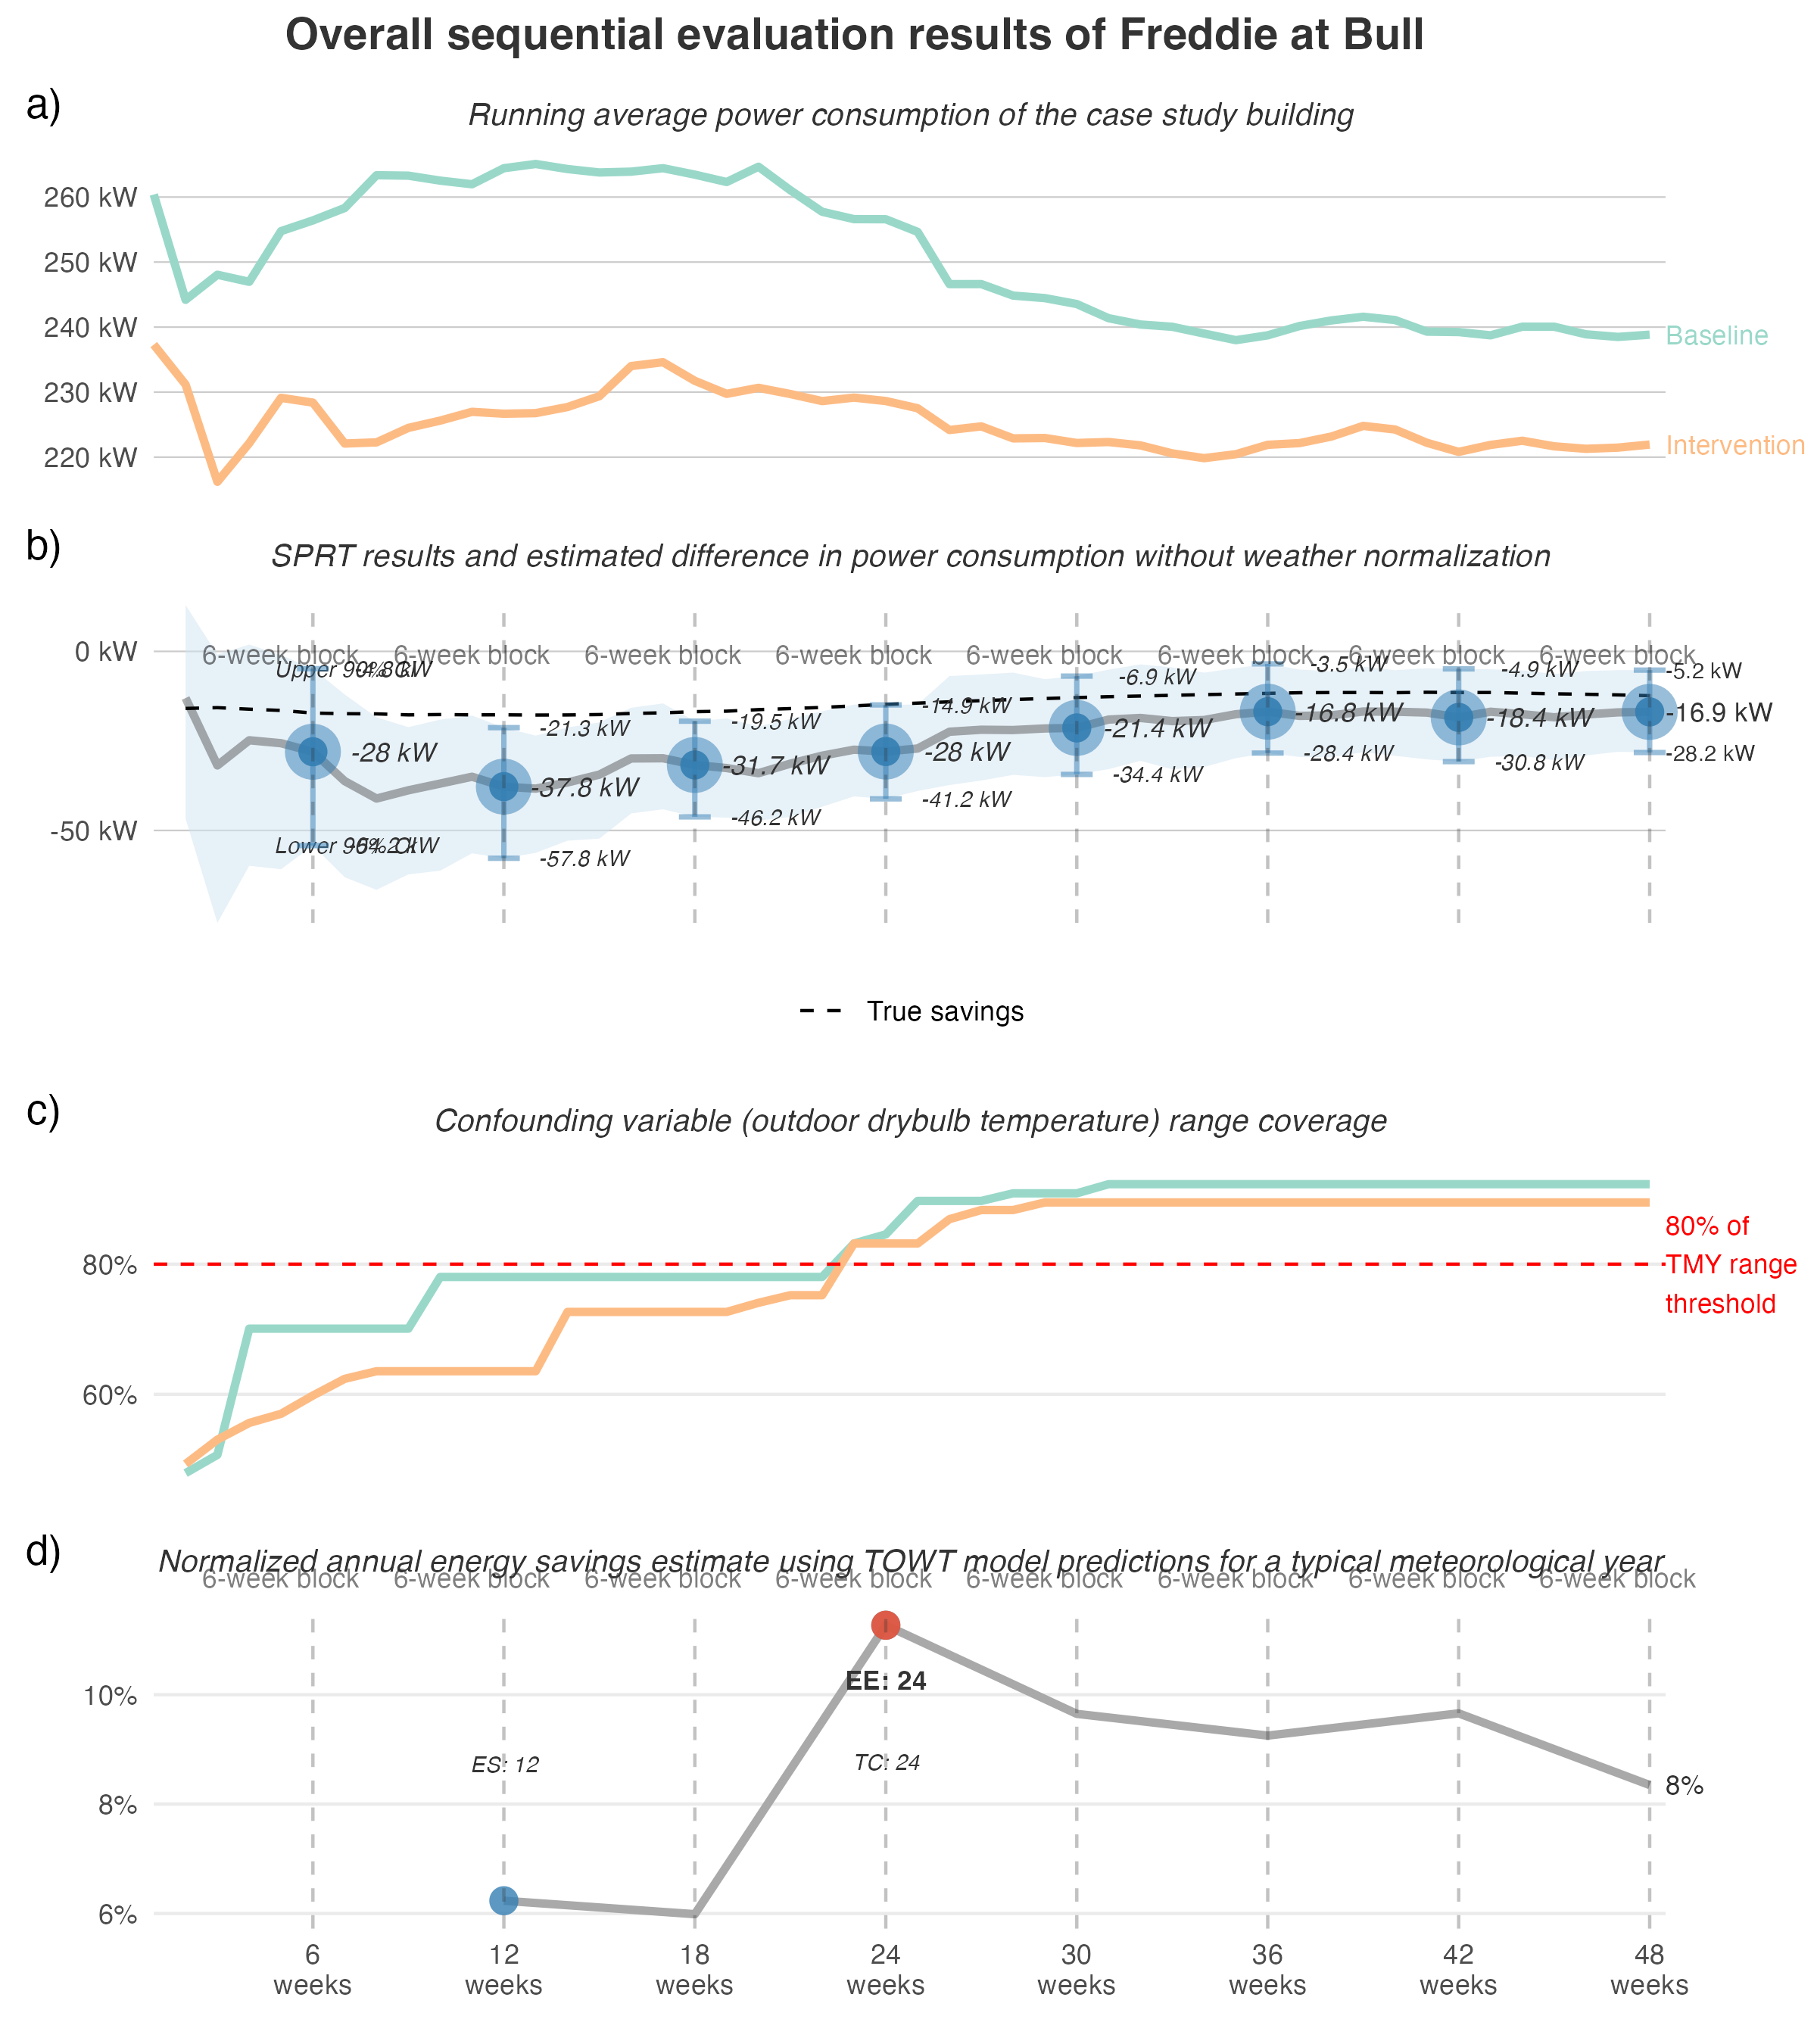 Overall sequential evaluation results of Freddie at Bull
a)
Running average power consumption of the case study building
260 kW
250 kW
240 kW
230 kW
220 kW
Baseline
Intervention
b)
SPRT results and estimated difference in power consumption without weather normalization
0 kW
-50 kW
6-week block
6-week block
6-week block
6-week block
6-week block
6-week block
6-week block
6-week block
Upper 90% CI
-4.8 kW
-21.3 kW
-19.5 kW
-14.9 kW
-6.9 kW
-3.5 kW
-4.9 kW
-5.2 kW
-28 kW
-37.8 kW
-31.7 kW
-28 kW
-21.4 kW
-16.8 kW
-18.4 kW
-16.9 kW
Lower 90% CI
-57.8 kW
-46.2 kW
-41.2 kW
-34.4 kW
-28.4 kW
-30.8 kW
-28.2 kW
True savings
c)
Confounding variable (outdoor drybulb temperature) range coverage
80%
60%
80% of
TMY range
threshold
d)
Normalized annual energy savings estimate using TOWT model predictions for a typical meteorological year
6-week block
6-week block
6-week block
6-week block
6-week block
6-week block
6-week block
6-week block
10%
8%
6%
EE: 24
ES: 12
TC: 24
8%
6
weeks
12
weeks
18
weeks
24
weeks
30
weeks
36
weeks
42
weeks
48
weeks